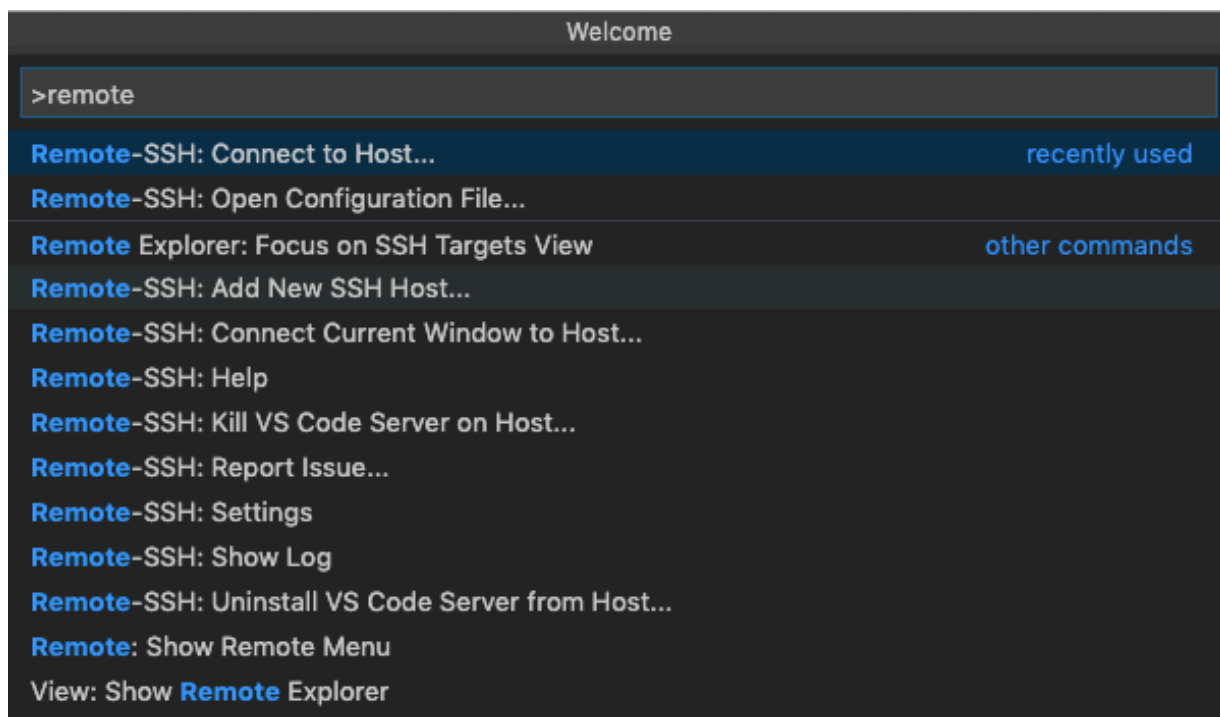 Welcome
>remote
Remote-SSH: Connect to Host... recently used
Remote-SSH: Open Configuration File...
Remote Explorer: Focus on SSH Targets View other commands
Remote-SSH: Add New SSH Host...
Remote-SSH: Connect Current Window to Host...
Remote-SSH: Help
Remote-SSH: Kill VS Code Server on Host...
Remote-SSH: Report Issue...
Remote-SSH: Settings
Remote-SSH: Show Log
Remote-SSH: Uninstall VS Code Server from Host...
Remote: Show Remote Menu
View: Show Remote Explorer